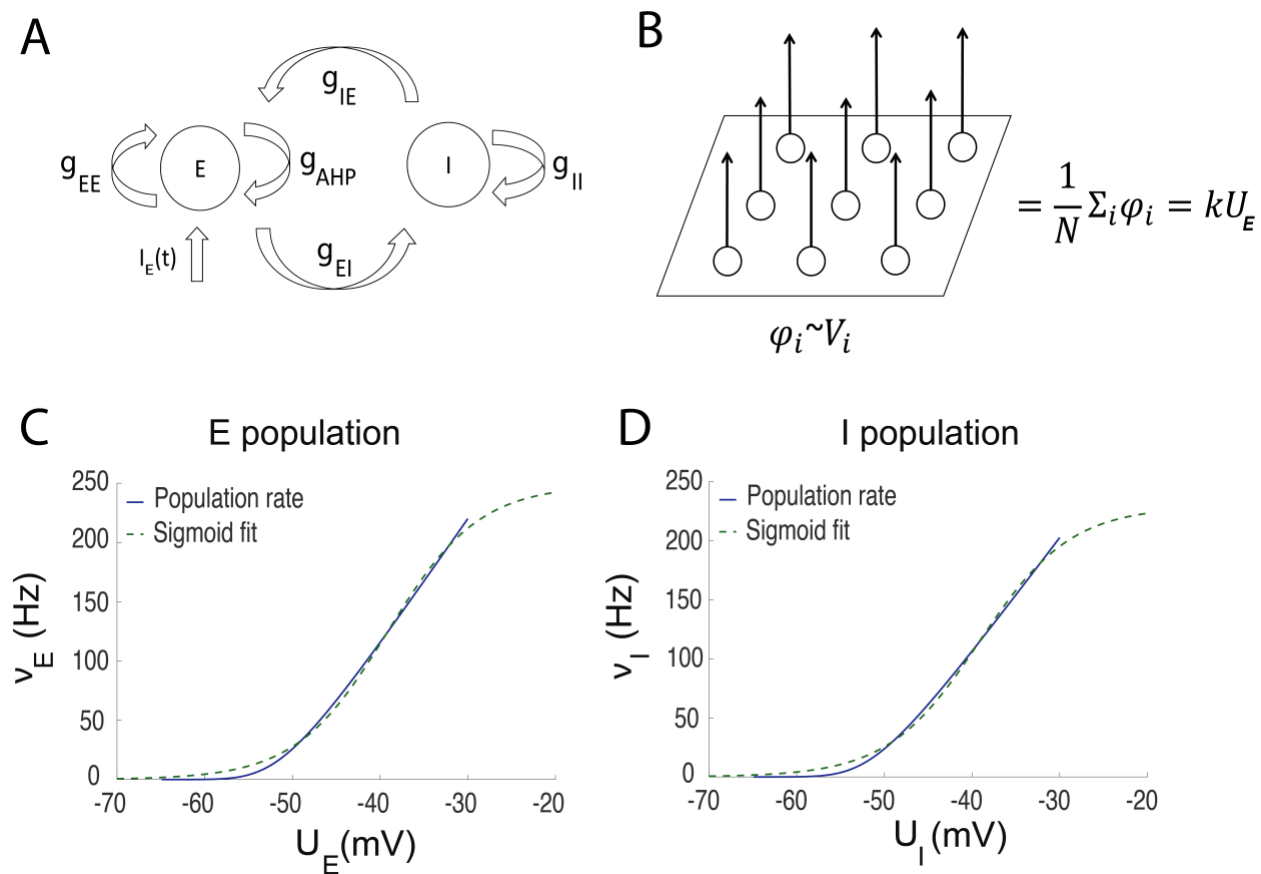 A
g_IE
g_EE
E
g_AHP
I
g_II
I_E(t)
g_EI
B
= 1/N Σ_i φ_i = kU_E
φ_i~V_i
C
E population
250
200
150
100
50
0
Population rate
Sigmoid fit
ν_E (Hz)
-70 -60 -50 -40 -30 -20
U_E(mV)
D
I population
250
200
150
100
50
0
Population rate
Sigmoid fit
ν_I (Hz)
-70 -60 -50 -40 -30 -20
U_I (mV)